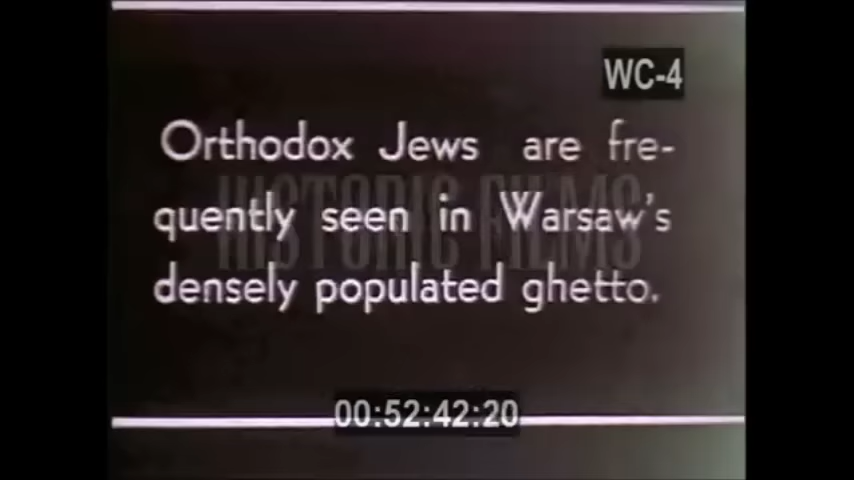 WC-4
Orthodox Jews are fre-
quently seen in Warsaw's
HISTORIC FILMS
densely populated ghetto.
00:52:42:20